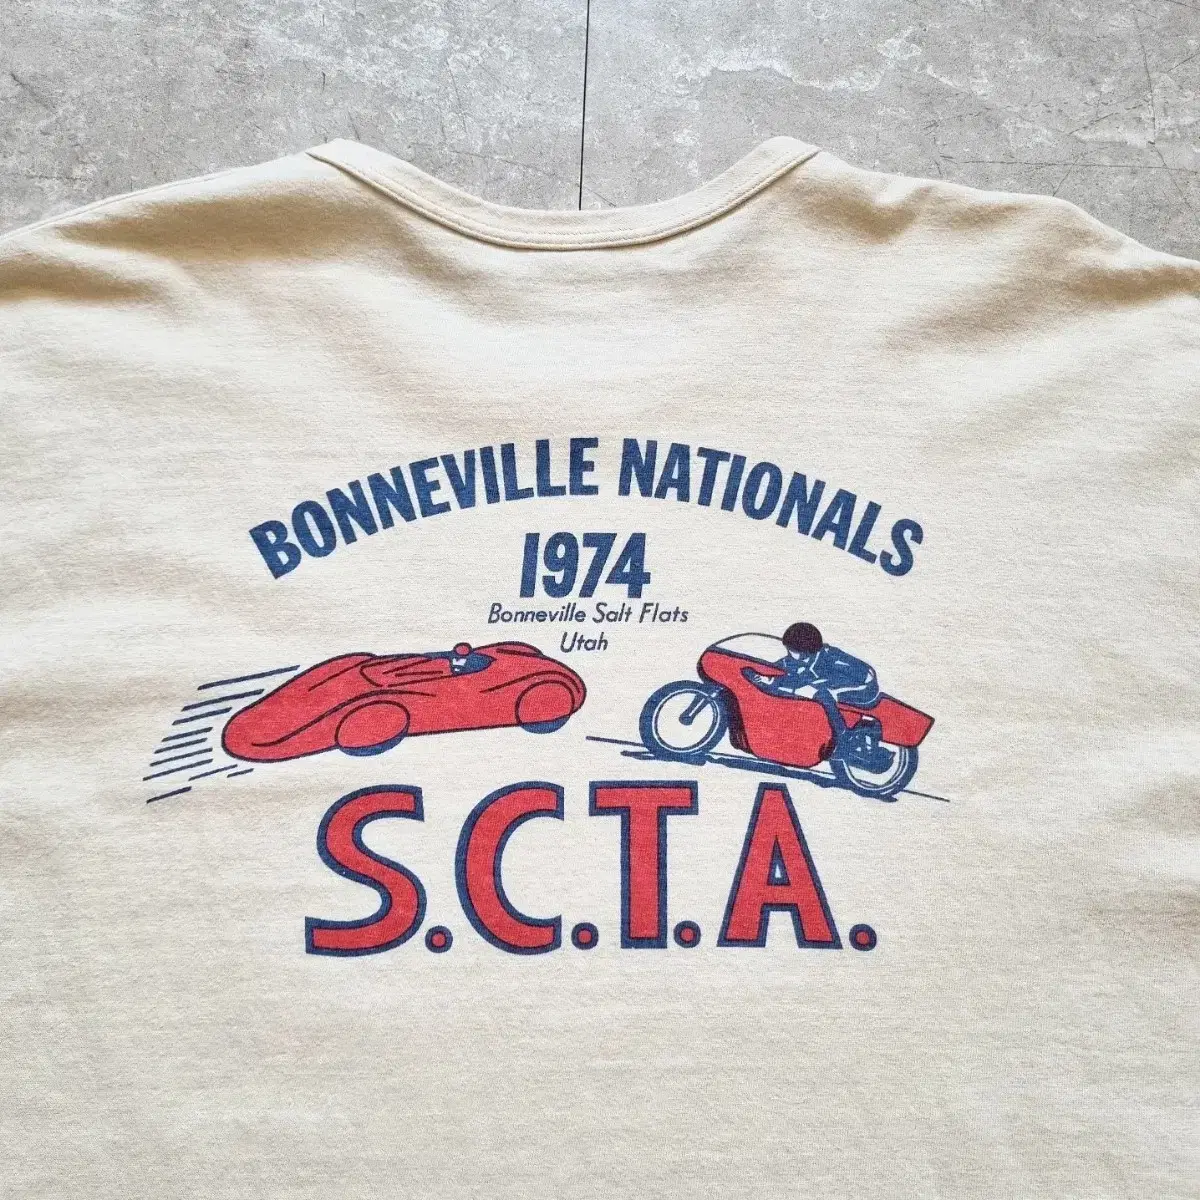 BONNEVILLE NATIONALS
1974
Bonneville Salt Flats
Utah
S.C.T.A.